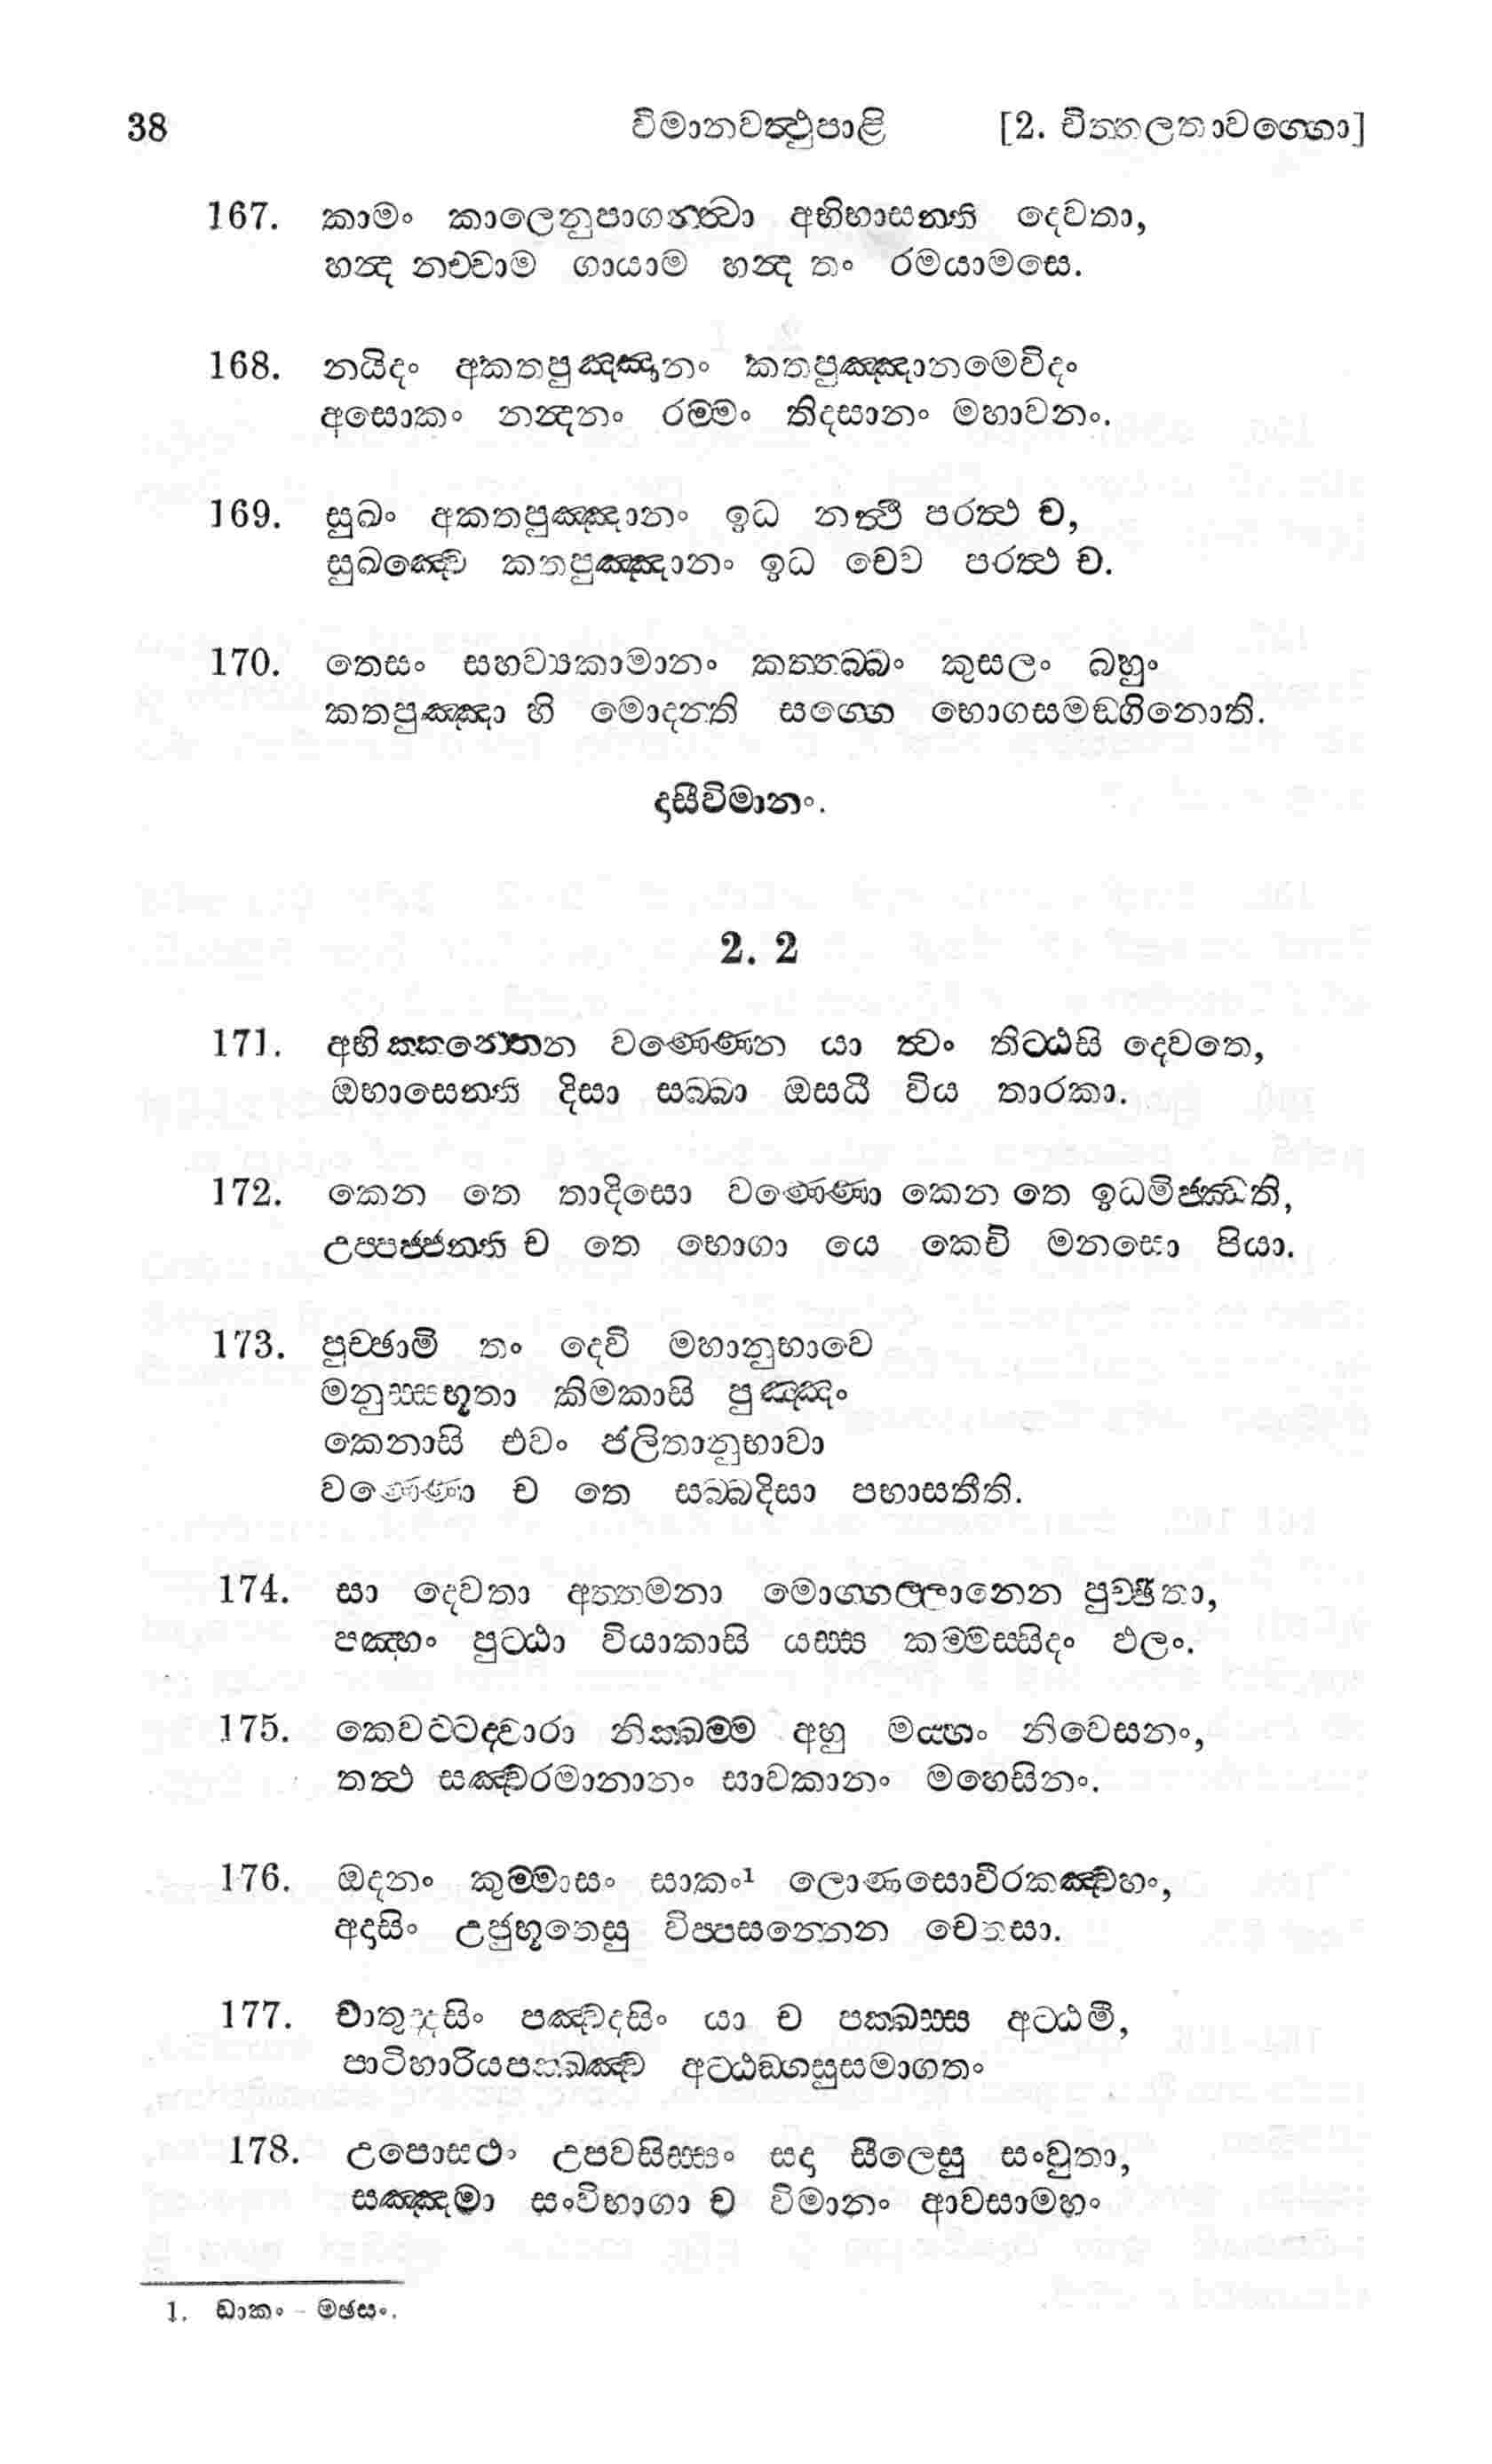 38 විමානවත්‍ථුපාළි [2. චිත්තලතාවග්ගො]
167. කාමං කාලෙනුපාගන්ත්‍වා අභිභාසන්ති දෙවතා,
හන්‍ද නච්චාම ගායාම හන්‍ද තං රමයාමසෙ.
168. නයිදං අකතපුඤ්ඤානං කතපුඤ්ඤානමෙවිදං
අසොකං නන්‍දනං රම්මං තිදසානං මහාවනං.
169. සුඛං අකතපුඤ්ඤානං ඉධ නත්‍ථි පරත්‍ථ ච,
සුඛඤ්චෙව කතපුඤ්ඤානං ඉධ චෙව පරත්‍ථ ච.
170. තෙසං සහව්‍යකාමානං කත්තබ්බං කුසලං බහුං
කතපුඤ්ඤා හි මොදන්ති සග්ගෙ භොගසමඞ්ගිනොති.
දාසීවිමානං.
2. 2
171. අභික්කන්තෙන වණ්ණෙන යා ත්‍වං තිට්ඨසි දෙවතෙ,
ඔභාසෙන්ති දිසා සබ්බා ඔසධී විය තාරකා.
172. කෙන තෙ තාදිසො වණ්ණො කෙන තෙ ඉධමිජ්ඣති,
උප්පජ්ජන්ති ච තෙ භොගා යෙ කෙචි මනසො පියා.
173. පුච්ඡාමි තං දෙවි මහානුභාවෙ
මනුස්සභූතා කිමකාසි පුඤ්ඤං
කෙනාසි එවං ජලිතානුභාවා
වණ්ණො ච තෙ සබ්බදිසා පභාසතීති.
174. සා දෙවතා අත්තමනා මොග්ගල්ලානෙන පුච්ඡිතා,
පඤ්හං පුට්ඨා වියාකාසි යස්ස කම්මස්සිදං ඵලං.
175. කෙවට්ටද්‍වාරා නික්ඛම්ම අහු මය්හං නිවෙසනං,
තත්‍ථ සඤ්චරමානානං සාවකානං මහෙසිනං.
176. ඔදනං කුම්මාසං සාකං¹ ලොණසොවීරකඤ්චහං,
අදාසිං උජුභූතෙසු විප්පසන්නෙන චෙතසා.
177. චාතුද්දසිං පඤ්චදසිං යා ච පක්ඛස්ස අට්ඨමී,
පාටිහාරියපක්ඛඤ්ච අට්ඨඞ්ගසුසමාගතං
178. උපොසථං උපවසිස්සං සදා සීලෙසු සංවුතා,
සඤ්ඤමා සංවිභාගා ච විමානං ආවසාමහං
1. ඩාකං - මඡසං.